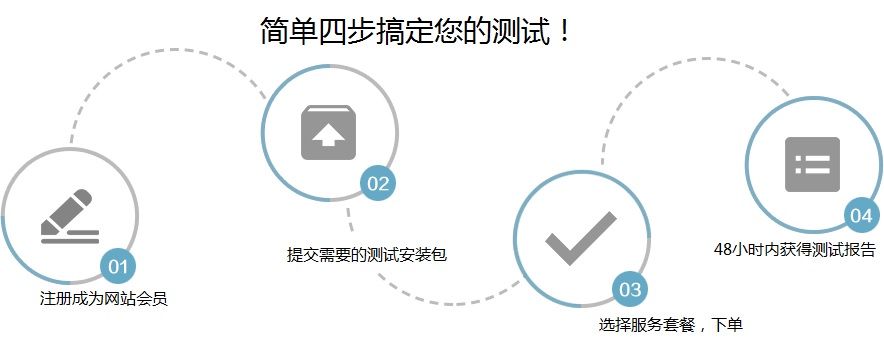 简单四步搞定您的测试！
01
注册成为网站会员
02
提交需要的测试安装包
03
选择服务套餐，下单
04
48小时内获得测试报告